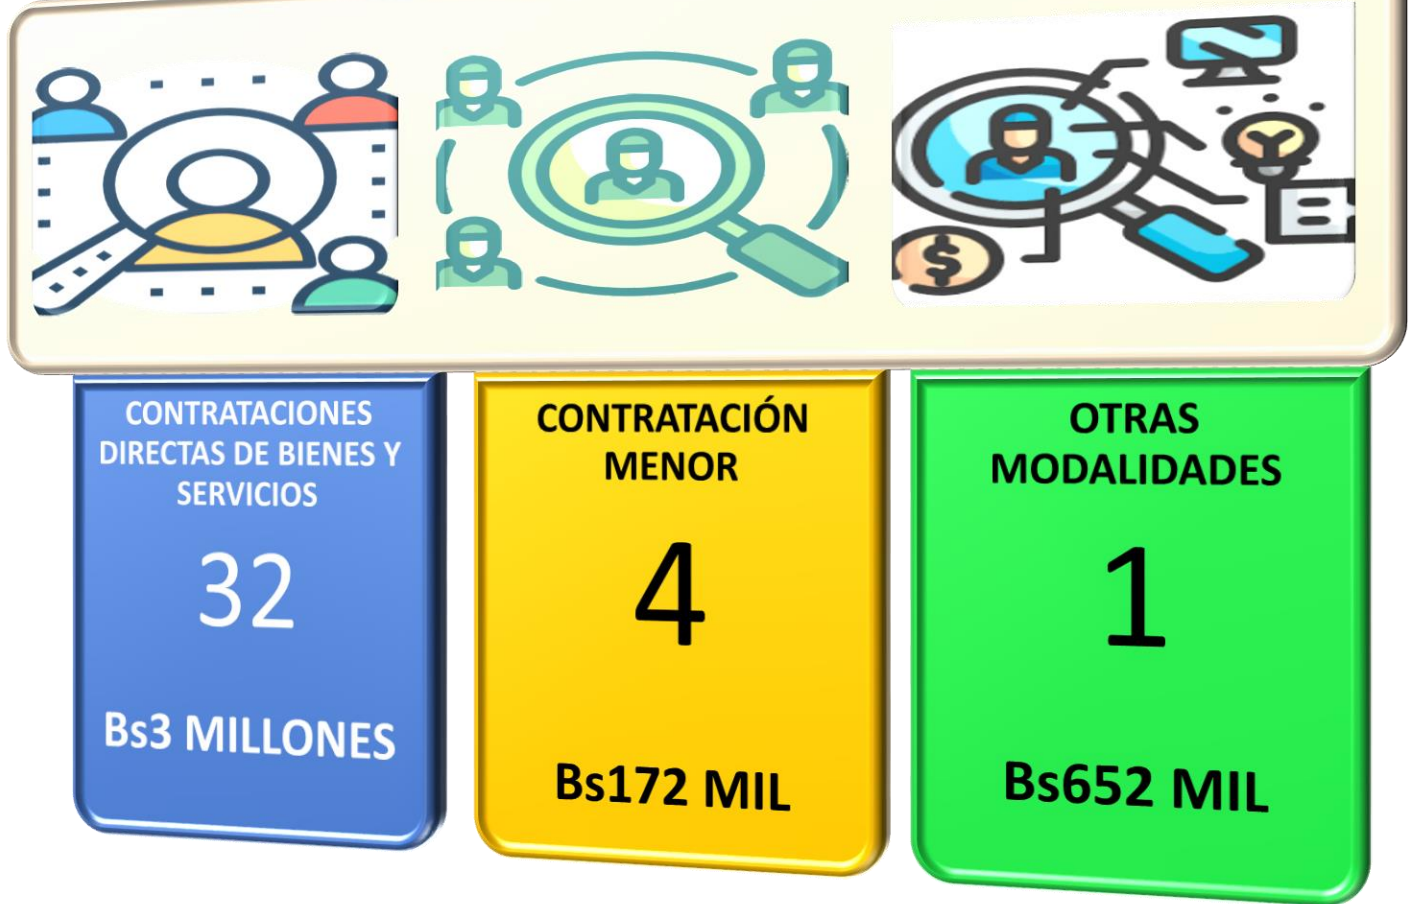 CONTRATACIONES
DIRECTAS DE BIENES Y
SERVICIOS
32
Bs3 MILLONES
CONTRATACIÓN
MENOR
4
Bs172 MIL
OTRAS
MODALIDADES
1
Bs652 MIL